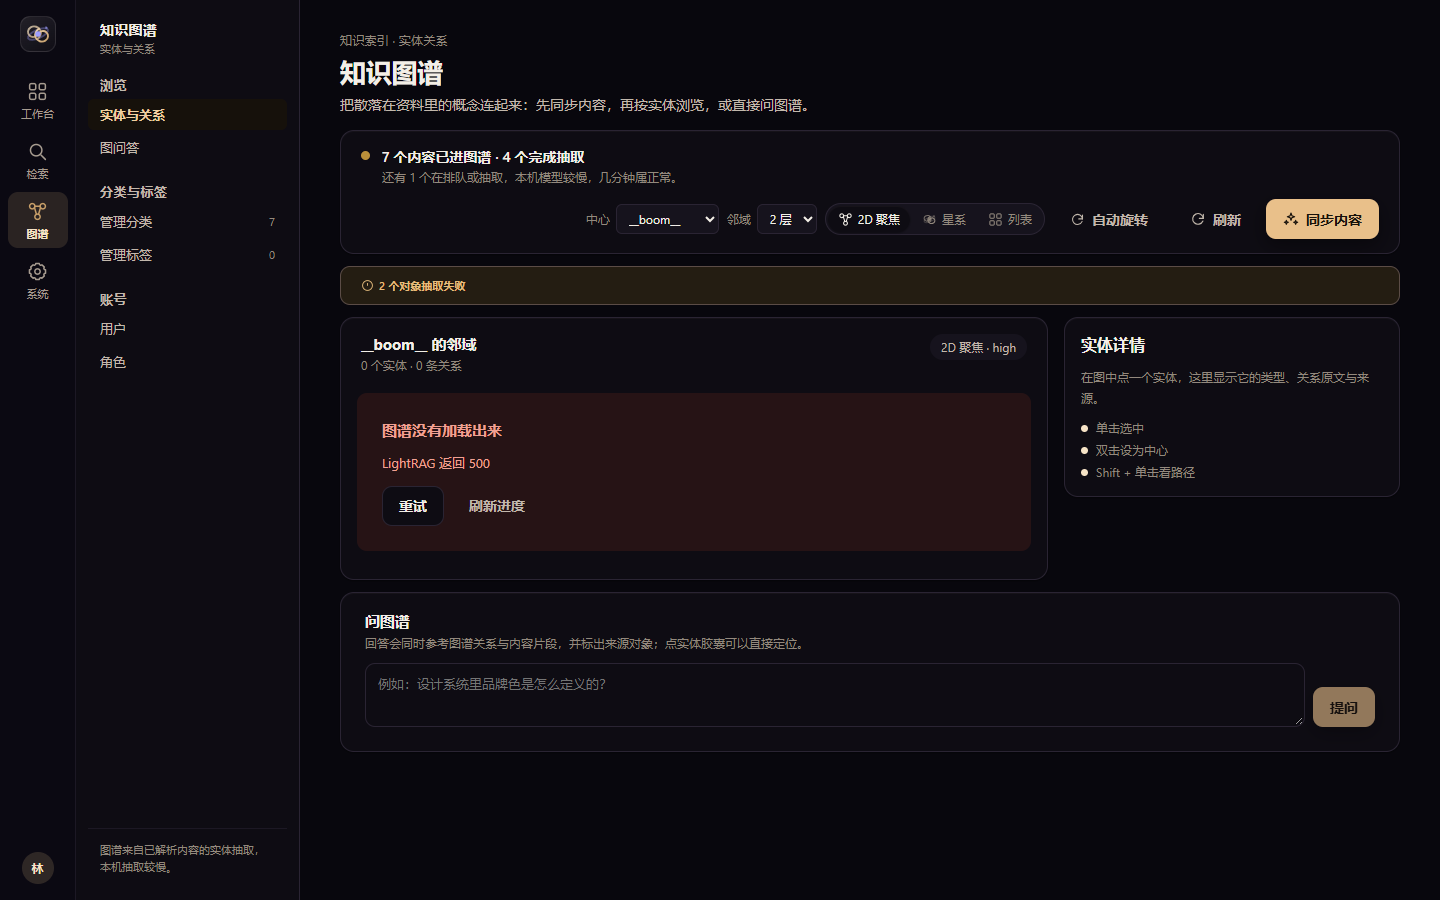 工作台
检索
图谱
系统
林
知识图谱
实体与关系
浏览
实体与关系
图问答
分类与标签
管理分类 7
管理标签 0
账号
用户
角色
图谱来自已解析内容的实体抽取，
本机抽取较慢。
知识索引 · 实体关系
知识图谱
把散落在资料里的概念连起来：先同步内容，再按实体浏览，或直接问图谱。
7 个内容已进图谱 · 4 个完成抽取
还有 1 个在排队或抽取，本机模型较慢，几分钟属正常。
中心 __boom__ 邻域 2 层 2D 聚焦 星系 列表 自动旋转 刷新 同步内容
2 个对象抽取失败
__boom__ 的邻域
0 个实体 · 0 条关系
2D 聚焦 · high
图谱没有加载出来
LightRAG 返回 500
重试 刷新进度
实体详情
在图中点一个实体，这里显示它的类型、关系原文与来
源。
单击选中
双击设为中心
Shift + 单击看路径
问图谱
回答会同时参考图谱关系与内容片段，并标出来源对象；点实体胶囊可以直接定位。
例如：设计系统里品牌色是怎么定义的？
提问